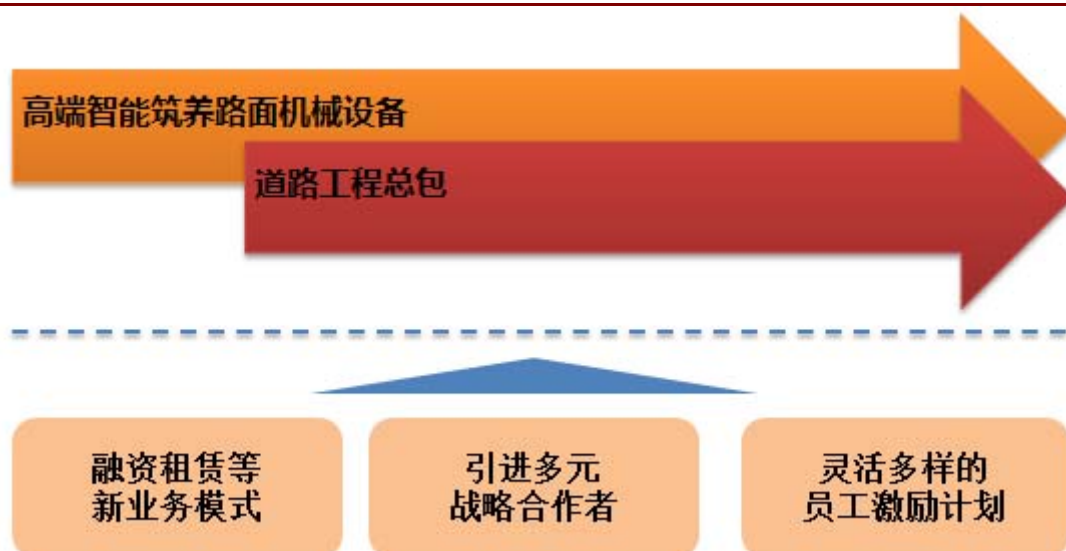 高端智能筑养路面机械设备
道路工程总包
融资租赁等
新业务模式
引进多元
战略合作者
灵活多样的
员工激励计划